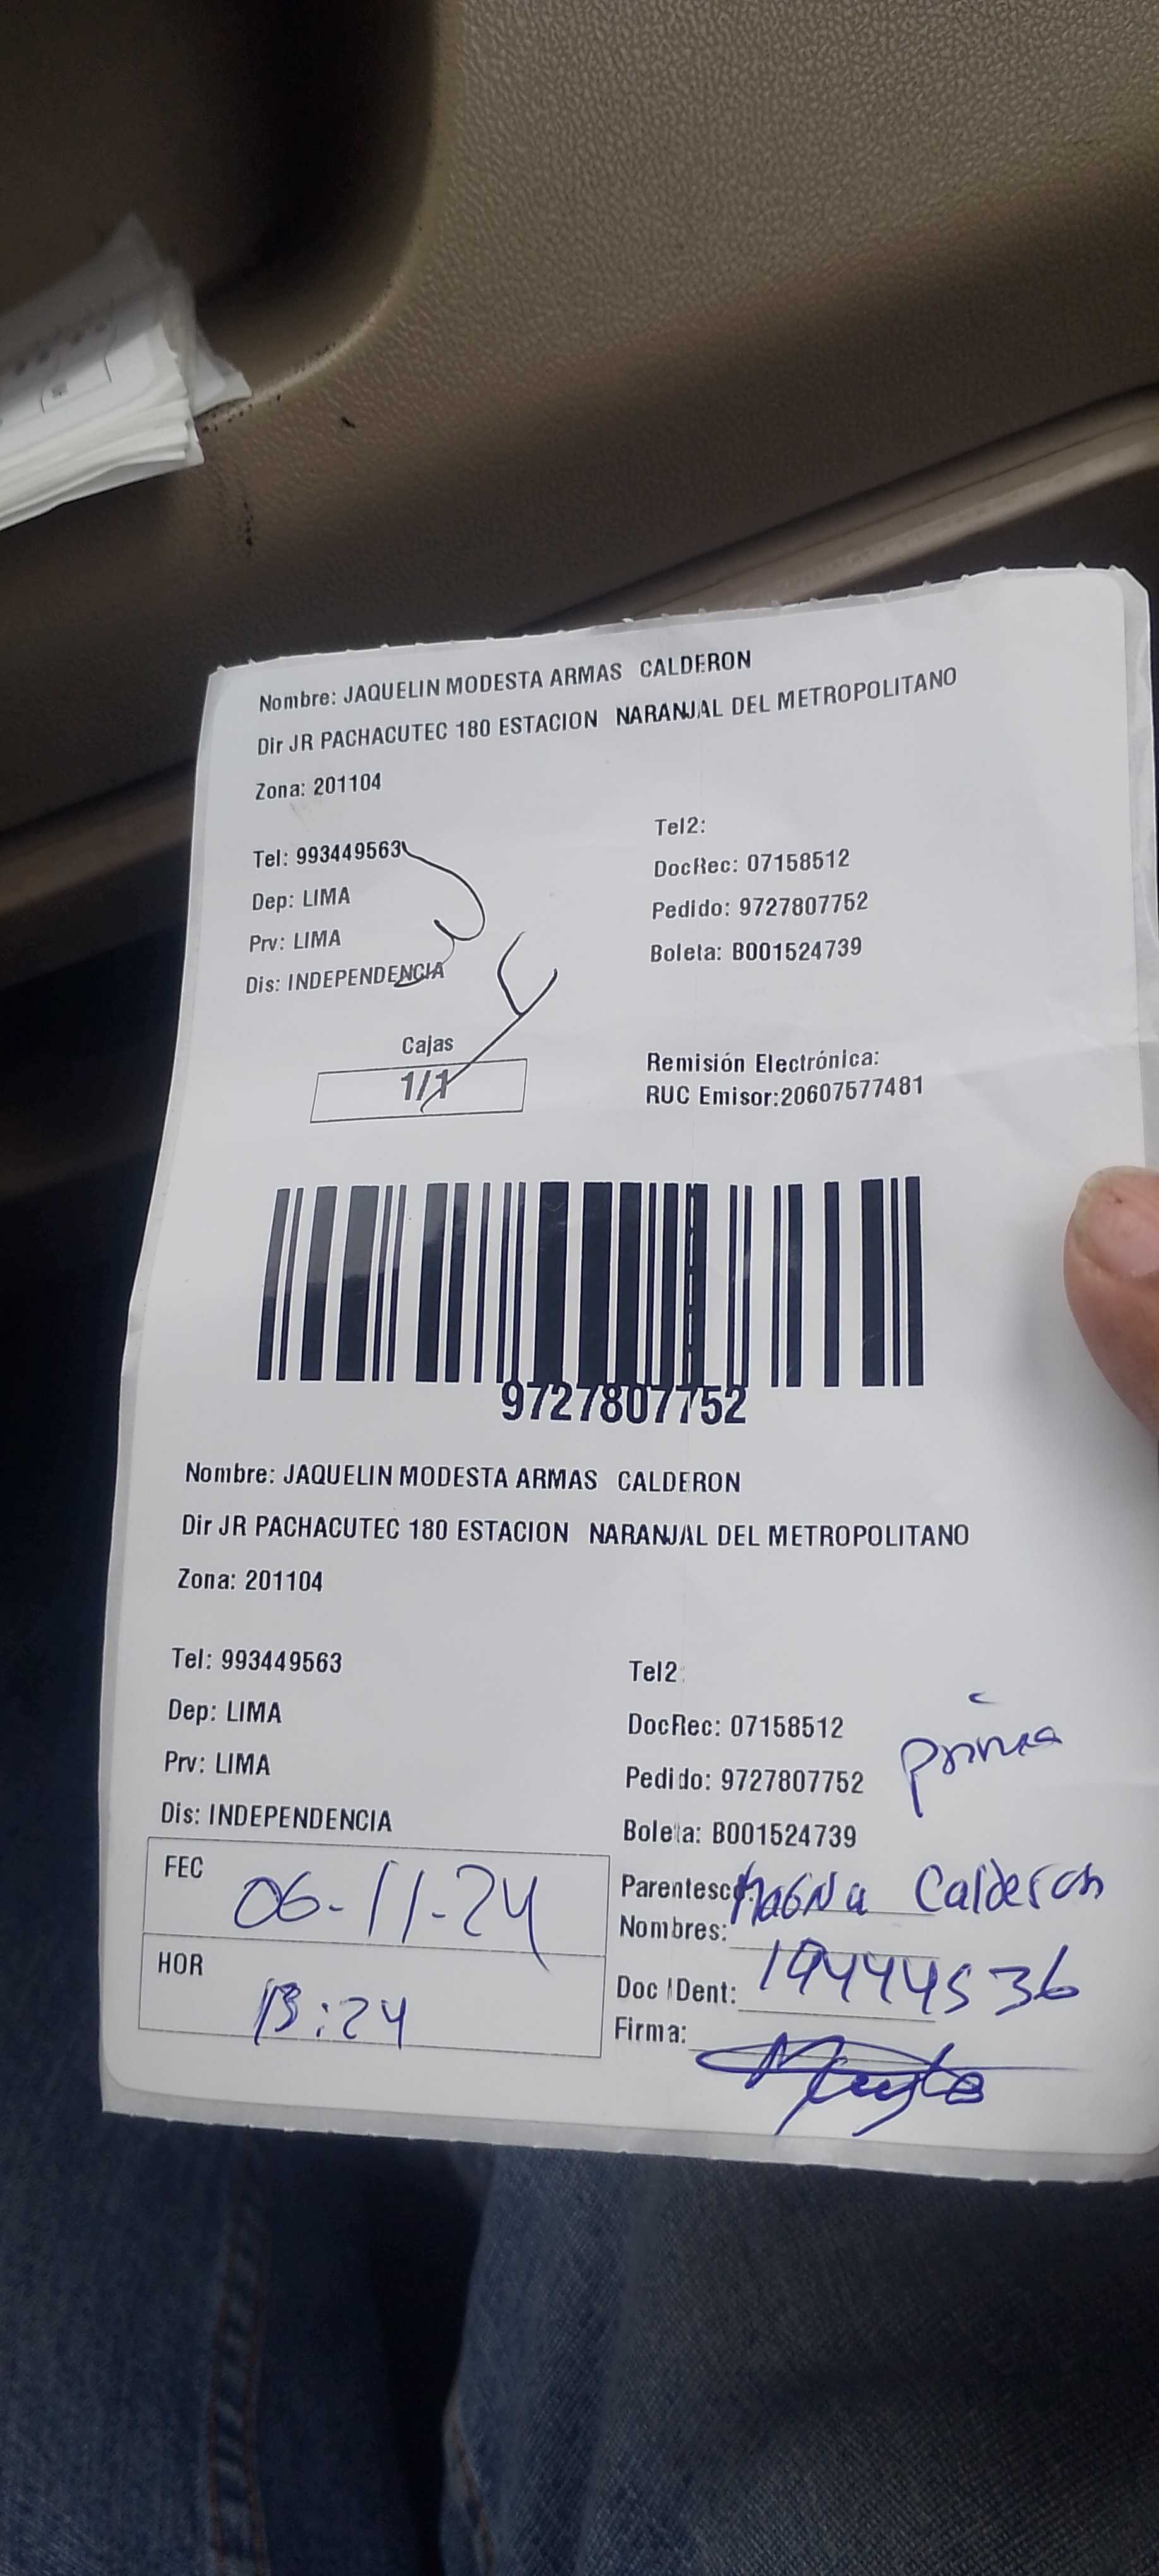 Nombre: JAQUELIN MODESTA ARMAS CALDERON
Dir JR PACHACUTEC 180 ESTACION NARANJAL DEL METROPOLITANO
Zona: 201104
Tel: 993449563
Tel2:
Dep: LIMA
DocRec: 07158512
Prv: LIMA
Pedido: 9727807752
Dis: INDEPENDENCIA
Boleta: B001524739
Cajas
1/1
Remisión Electrónica:
RUC Emisor:20607577481
9727807752
Nombre: JAQUELIN MODESTA ARMAS CALDERON
Dir JR PACHACUTEC 180 ESTACION NARANJAL DEL METROPOLITANO
Zona: 201104
Tel: 993449563
Tel2:
Dep: LIMA
DocRec: 07158512
prima
Prv: LIMA
Pedido: 9727807752
Dis: INDEPENDENCIA
Boleta: B001524739
FEC 06-11-24
Parentesco:
Nombres: Calderon
HOR 13:24
Doc IDent: 19444536
Firma: